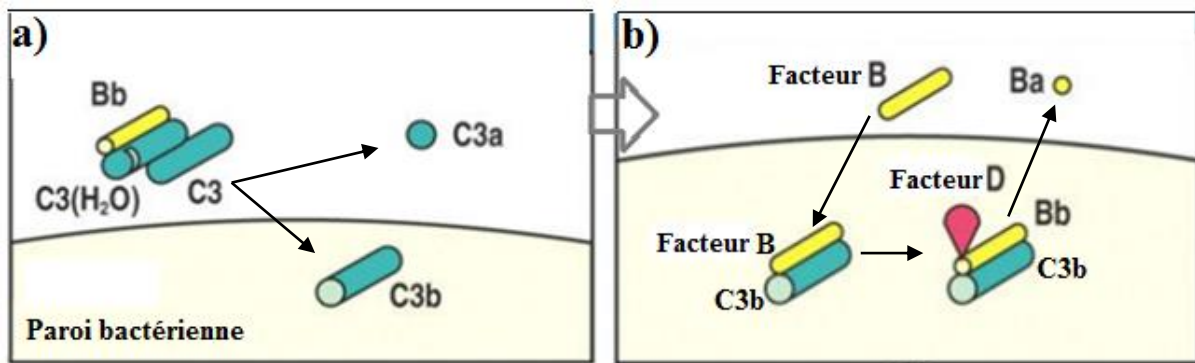 a)
Bb
C3(H₂O)
C3
C3a
C3b
Paroi bactérienne
b)
Facteur B
Ba
Facteur D
Bb
Facteur B
C3b
C3b